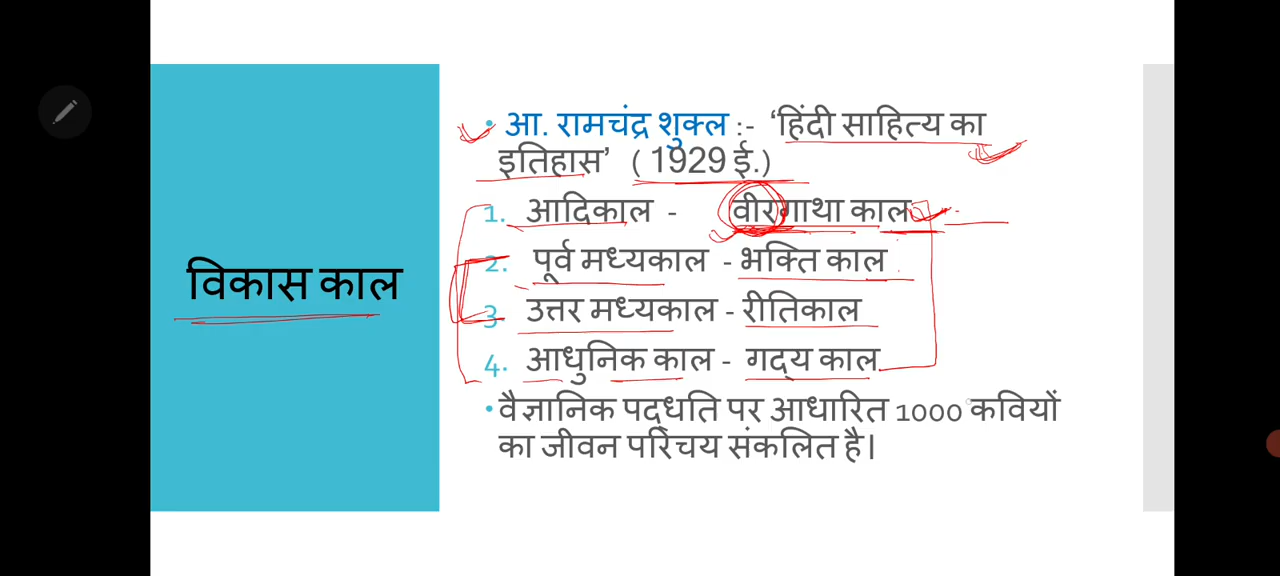 विकास काल
• आ. रामचंद्र शुक्ल :- ‘हिंदी साहित्य का
इतिहास’ ( 1929 ई.)
1. आदिकाल - वीरगाथा काल
2. पूर्व मध्यकाल - भक्ति काल
3. उत्तर मध्यकाल - रीतिकाल
4. आधुनिक काल - गद्य काल
• वैज्ञानिक पद्धति पर आधारित 1000 कवियों
का जीवन परिचय संकलित है।